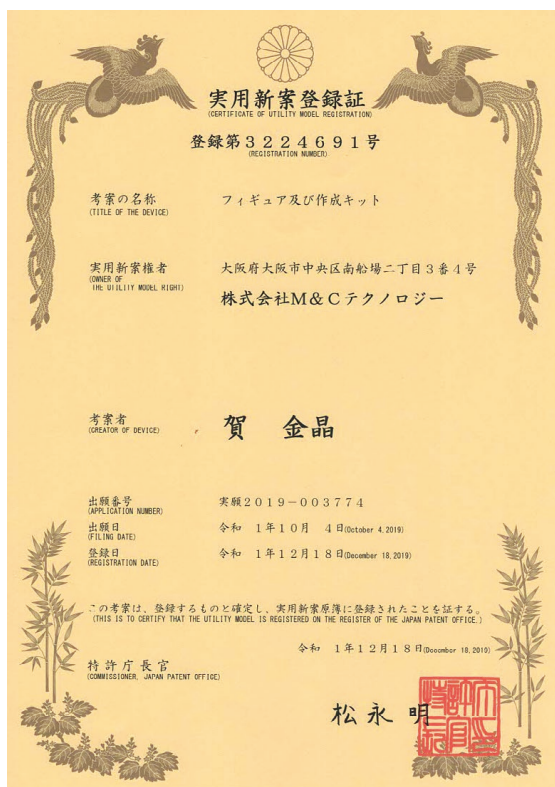 実用新案登録証
(CERTIFICATE OF UTILITY MODEL REGISTRATION)
登録第3224691号
(REGISTRATION NUMBER)
考案の名称 フィギュア及び作成キット
(TITLE OF THE DEVICE)
実用新案権者 大阪府大阪市中央区南船場二丁目3番4号
(OWNER OF
THE UTILITY MODEL RIGHT)
株式会社M&Cテクノロジー
考案者 賀 金晶
(CREATOR OF DEVICE)
出願番号 実願2019-003774
(APPLICATION NUMBER)
出願日 令和 1年10月 4日(October 4,2019)
(FILING DATE)
登録日 令和 1年12月18日(December 18,2019)
(REGISTRATION DATE)
この考案は、登録するものと確定し、実用新案原簿に登録されたことを証する。
(THIS IS TO CERTIFY THAT THE UTILITY MODEL IS REGISTERED ON THE REGISTER OF THE JAPAN PATENT OFFICE.)
令和 1年12月18日(December 18,2019)
特許庁長官
(COMMISSIONER, JAPAN PATENT OFFICE)
松永 明